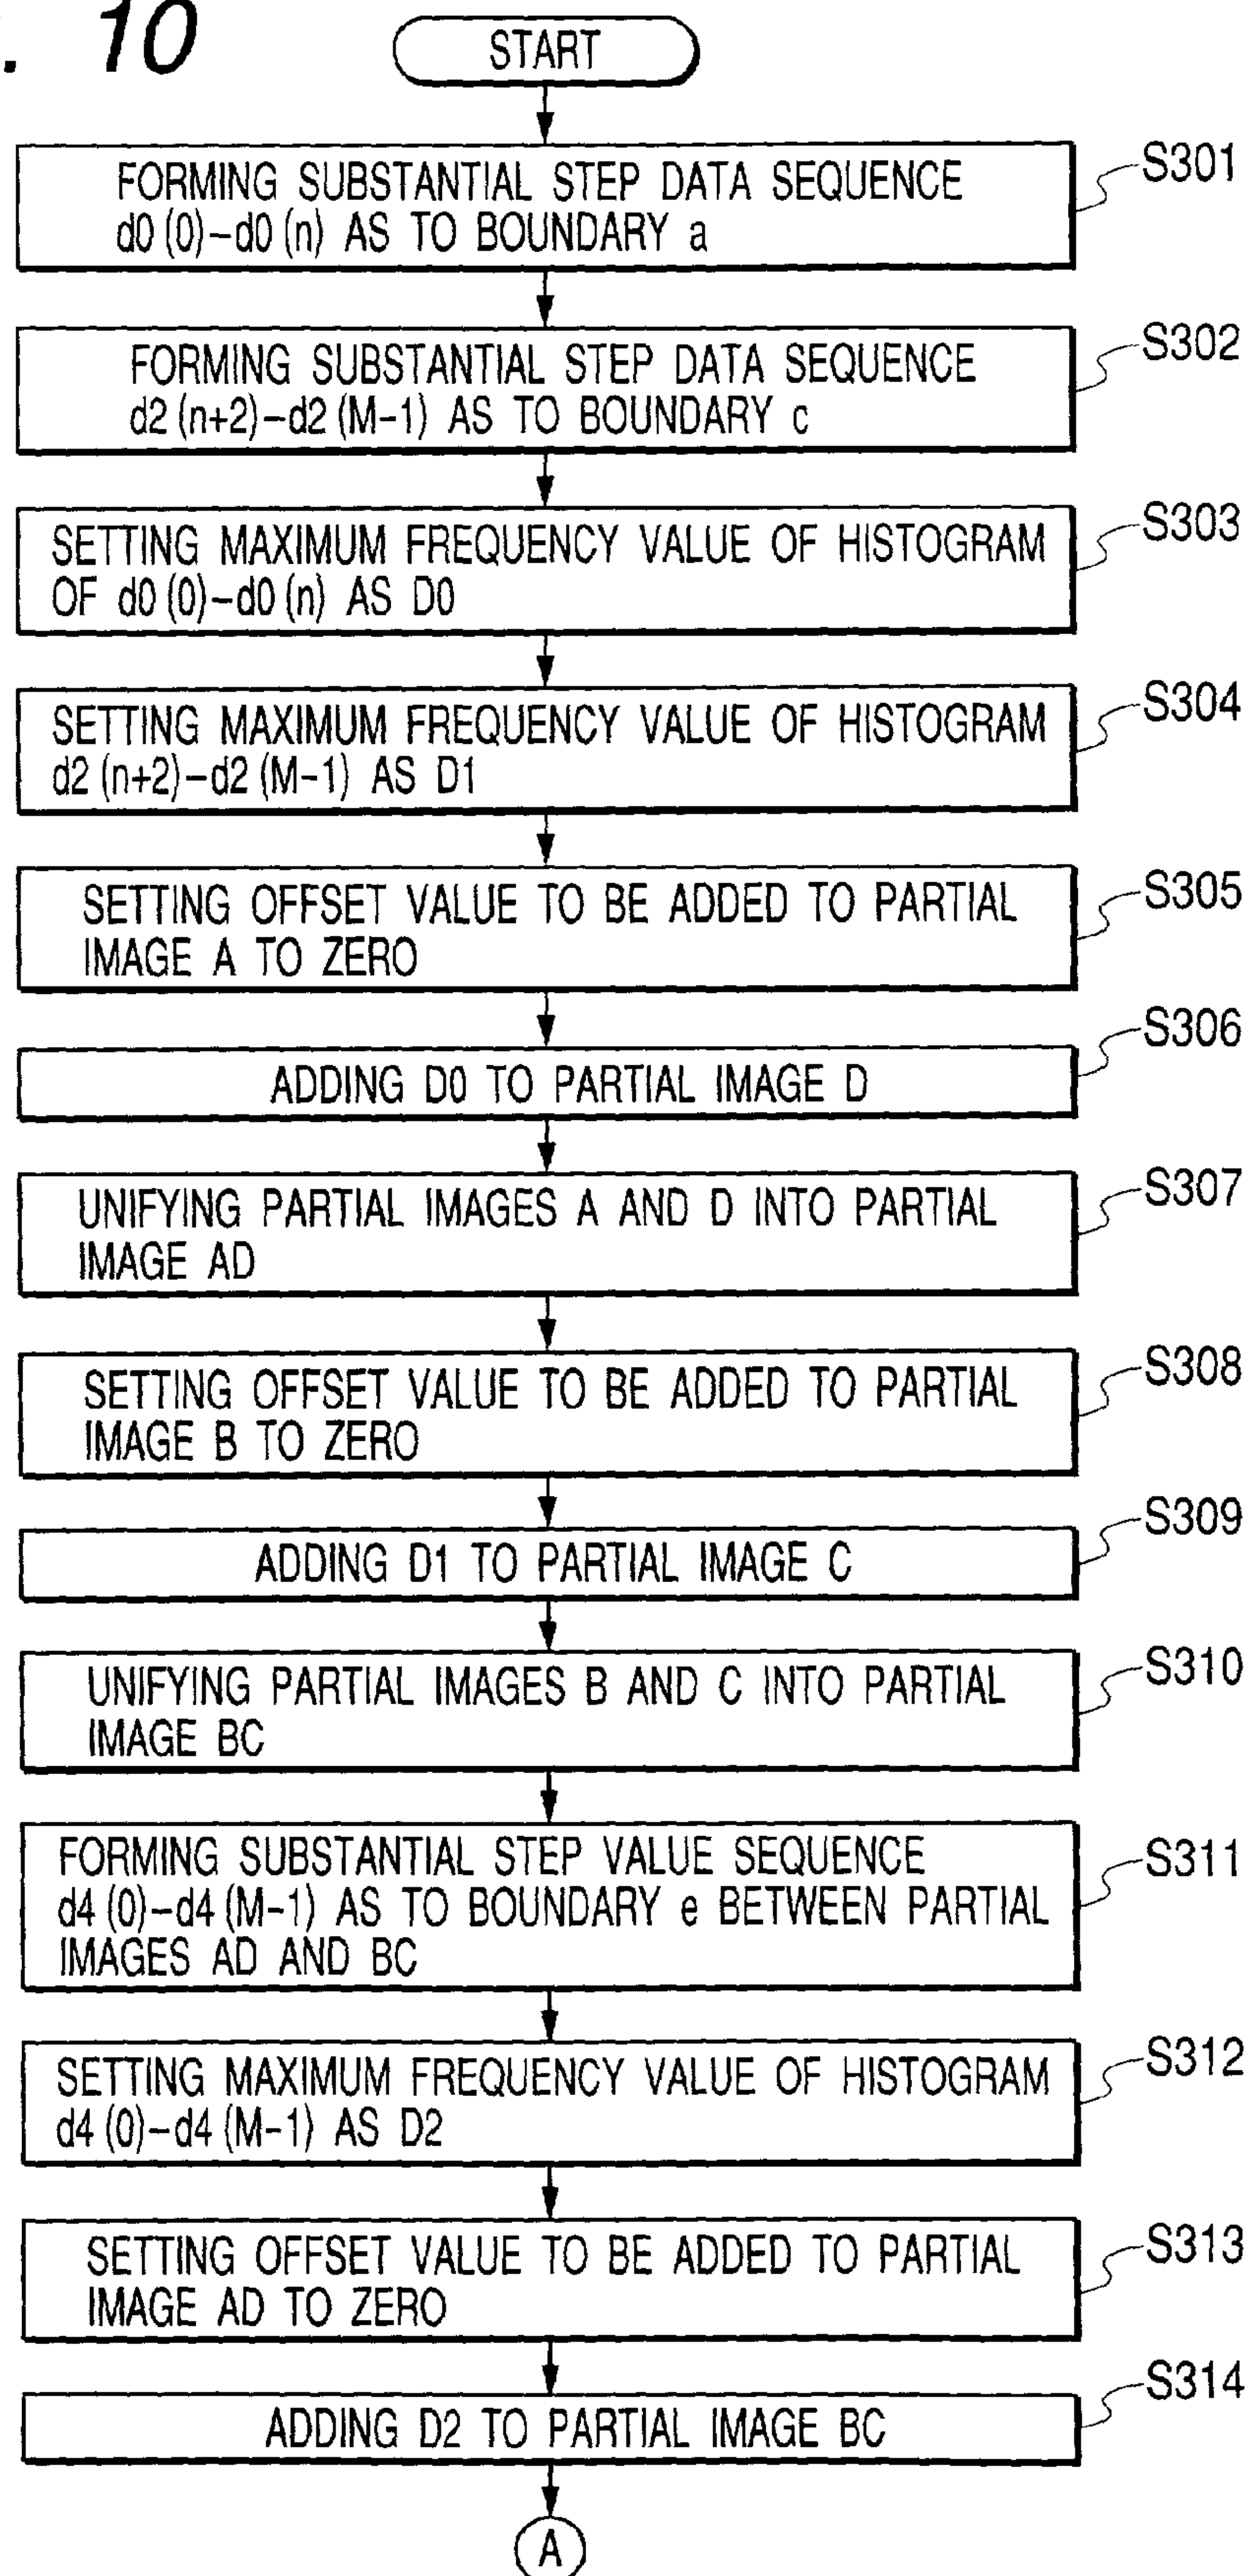 . 10
START
FORMING SUBSTANTIAL STEP DATA SEQUENCE
d0 (0)–d0 (n) AS TO BOUNDARY a
S301
FORMING SUBSTANTIAL STEP DATA SEQUENCE
d2 (n+2)–d2 (M–1) AS TO BOUNDARY c
S302
SETTING MAXIMUM FREQUENCY VALUE OF HISTOGRAM
OF d0 (0)–d0 (n) AS D0
S303
SETTING MAXIMUM FREQUENCY VALUE OF HISTOGRAM
d2 (n+2)–d2 (M–1) AS D1
S304
SETTING OFFSET VALUE TO BE ADDED TO PARTIAL
IMAGE A TO ZERO
S305
ADDING D0 TO PARTIAL IMAGE D
S306
UNIFYING PARTIAL IMAGES A AND D INTO PARTIAL
IMAGE AD
S307
SETTING OFFSET VALUE TO BE ADDED TO PARTIAL
IMAGE B TO ZERO
S308
ADDING D1 TO PARTIAL IMAGE C
S309
UNIFYING PARTIAL IMAGES B AND C INTO PARTIAL
IMAGE BC
S310
FORMING SUBSTANTIAL STEP VALUE SEQUENCE
d4 (0)–d4 (M–1) AS TO BOUNDARY e BETWEEN PARTIAL
IMAGES AD AND BC
S311
SETTING MAXIMUM FREQUENCY VALUE OF HISTOGRAM
d4 (0)–d4 (M–1) AS D2
S312
SETTING OFFSET VALUE TO BE ADDED TO PARTIAL
IMAGE AD TO ZERO
S313
ADDING D2 TO PARTIAL IMAGE BC
S314
A